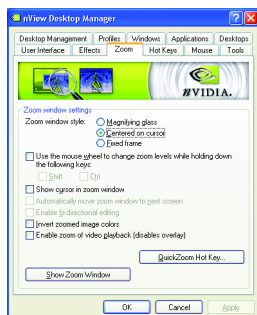 nView Desktop Manager
Desktop Management Profiles Windows Applications Desktops
User Interface Effects Zoom Hot Keys Mouse Tools
nVIDIA.
Zoom window settings
Zoom window style:
Magnifying glass
Centered on cursor
Fixed frame
Use the mouse wheel to change zoom levels while holding down
the following keys:
Shift Ctrl
Show cursor in zoom window
Automatically move zoom window to next screen
Enable bi-directional editing
Invert zoomed image colors
Enable zoom of video playback (disables overlay)
QuickZoom Hot Key...
Show Zoom Window
OK Cancel Apply